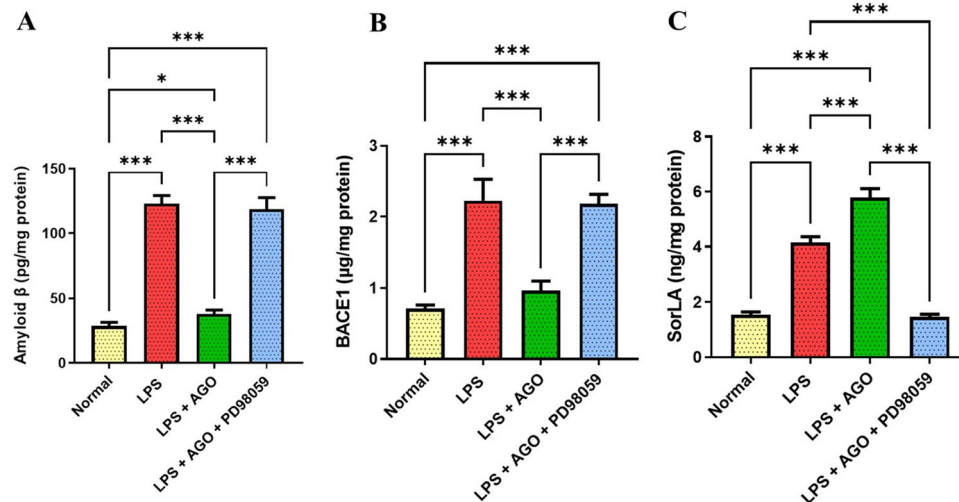 A
***
*
***
***
***
Amyloid β (pg/mg protein)
150
100
50
0
Normal
LPS
LPS + AGO
LPS + AGO + PD98059
B
***
***
***
***
BACE1 (µg/mg protein)
3
2
1
0
Normal
LPS
LPS + AGO
LPS + AGO + PD98059
C
***
***
***
***
***
SorLA (ng/mg protein)
8
6
4
2
0
Normal
LPS
LPS + AGO
LPS + AGO + PD98059